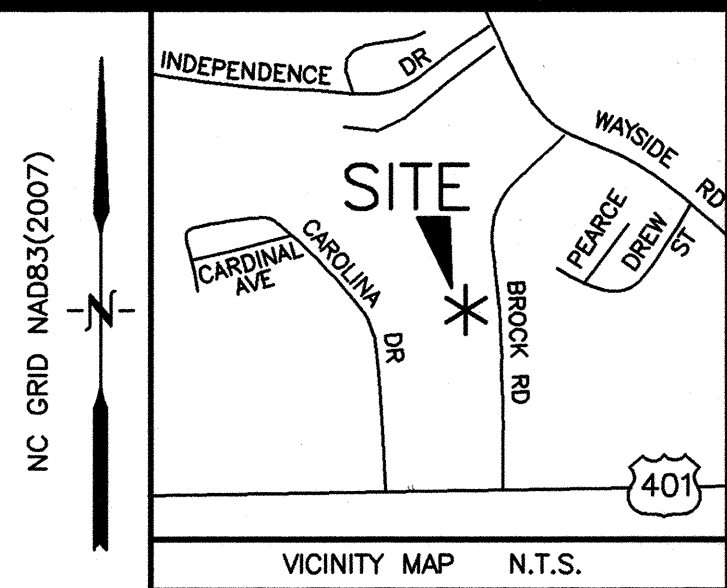 NC GRID NAD83(2007)
N
INDEPENDENCE DR
WAYSIDE RD
SITE
PEARCE
DREW ST
CARDINAL
AVE
CAROLINA DR
BROCK RD
401
VICINITY MAP N.T.S.